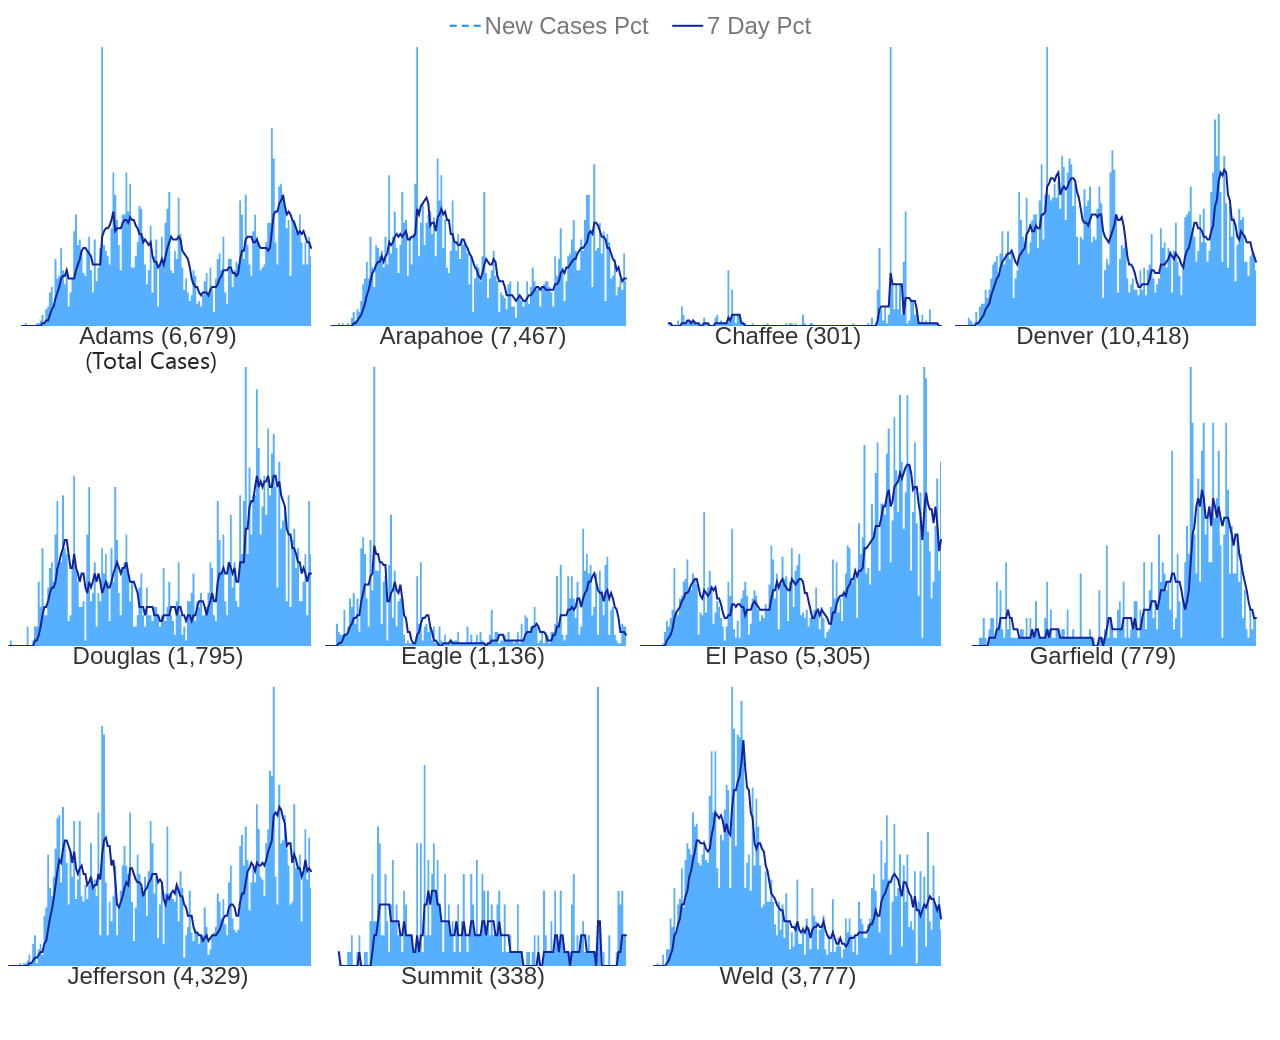 New Cases Pct 7 Day Pct
Adams (6,679) Arapahoe (7,467) Chaffee (301) Denver (10,418)
(Total Cases)
Douglas (1,795) Eagle (1,136) El Paso (5,305) Garfield (779)
Jefferson (4,329) Summit (338) Weld (3,777)